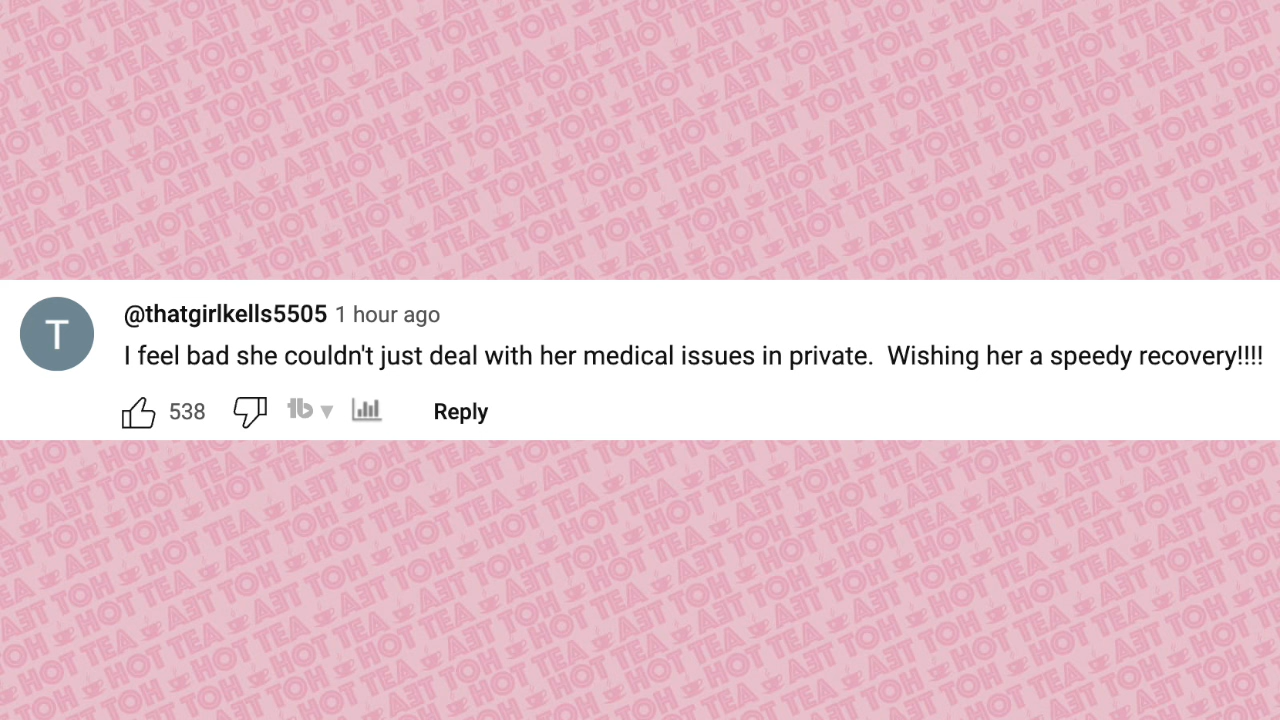 T
@thatgirlkells5505 1 hour ago
I feel bad she couldn't just deal with her medical issues in private.  Wishing her a speedy recovery!!!!
538 tb Reply